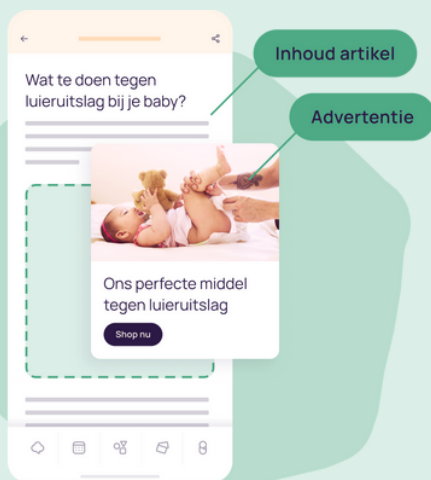 Inhoud artikel
Wat te doen tegen
luieruitslag bij je baby?
Advertentie
Ons perfecte middel
tegen luieruitslag
Shop nu